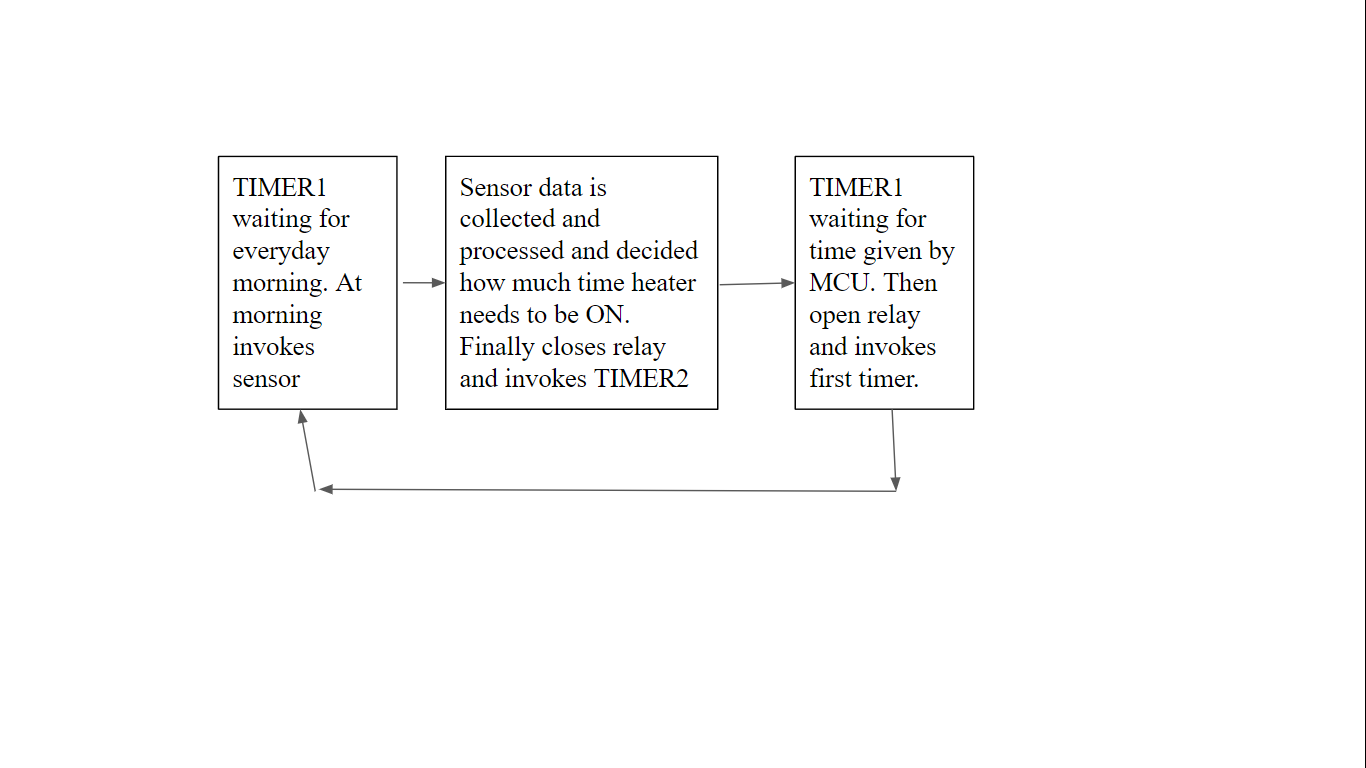 TIMER1
waiting for
everyday
morning. At
morning
invokes
sensor
Sensor data is
collected and
processed and decided
how much time heater
needs to be ON.
Finally closes relay
and invokes TIMER2
TIMER1
waiting for
time given by
MCU. Then
open relay
and invokes
first timer.